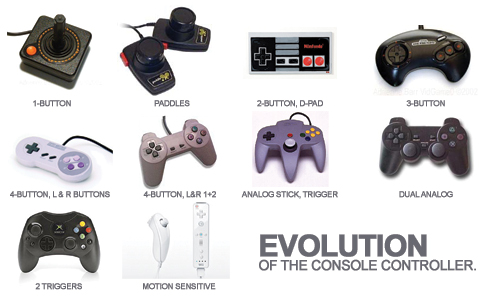 1-BUTTON
PADDLES
Nintendo
2-BUTTON, D-PAD
3-BUTTON
4-BUTTON, L & R BUTTONS
4-BUTTON, L&R 1+2
ANALOG STICK, TRIGGER
DUAL ANALOG
2 TRIGGERS
MOTION SENSITIVE
EVOLUTION
OF THE CONSOLE CONTROLLER.